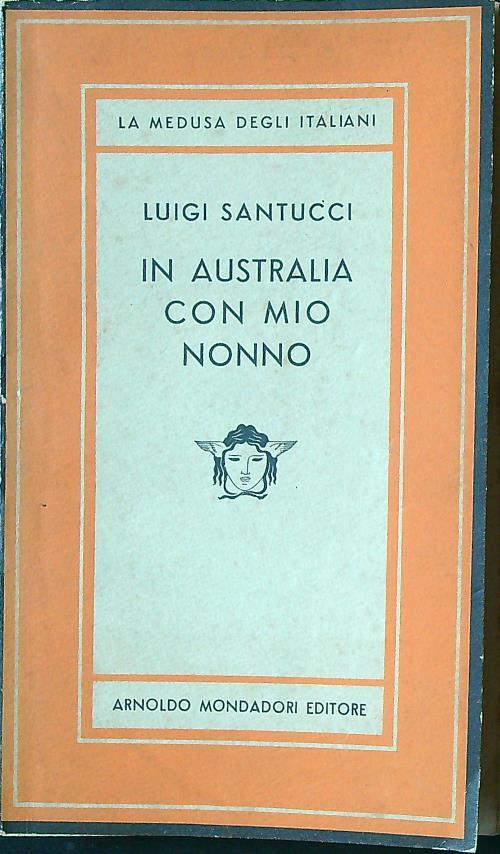 LA MEDUSA DEGLI ITALIANI
LUIGI SANTUCCI
IN AUSTRALIA
CON MIO
NONNO
ARNOLDO MONDADORI EDITORE